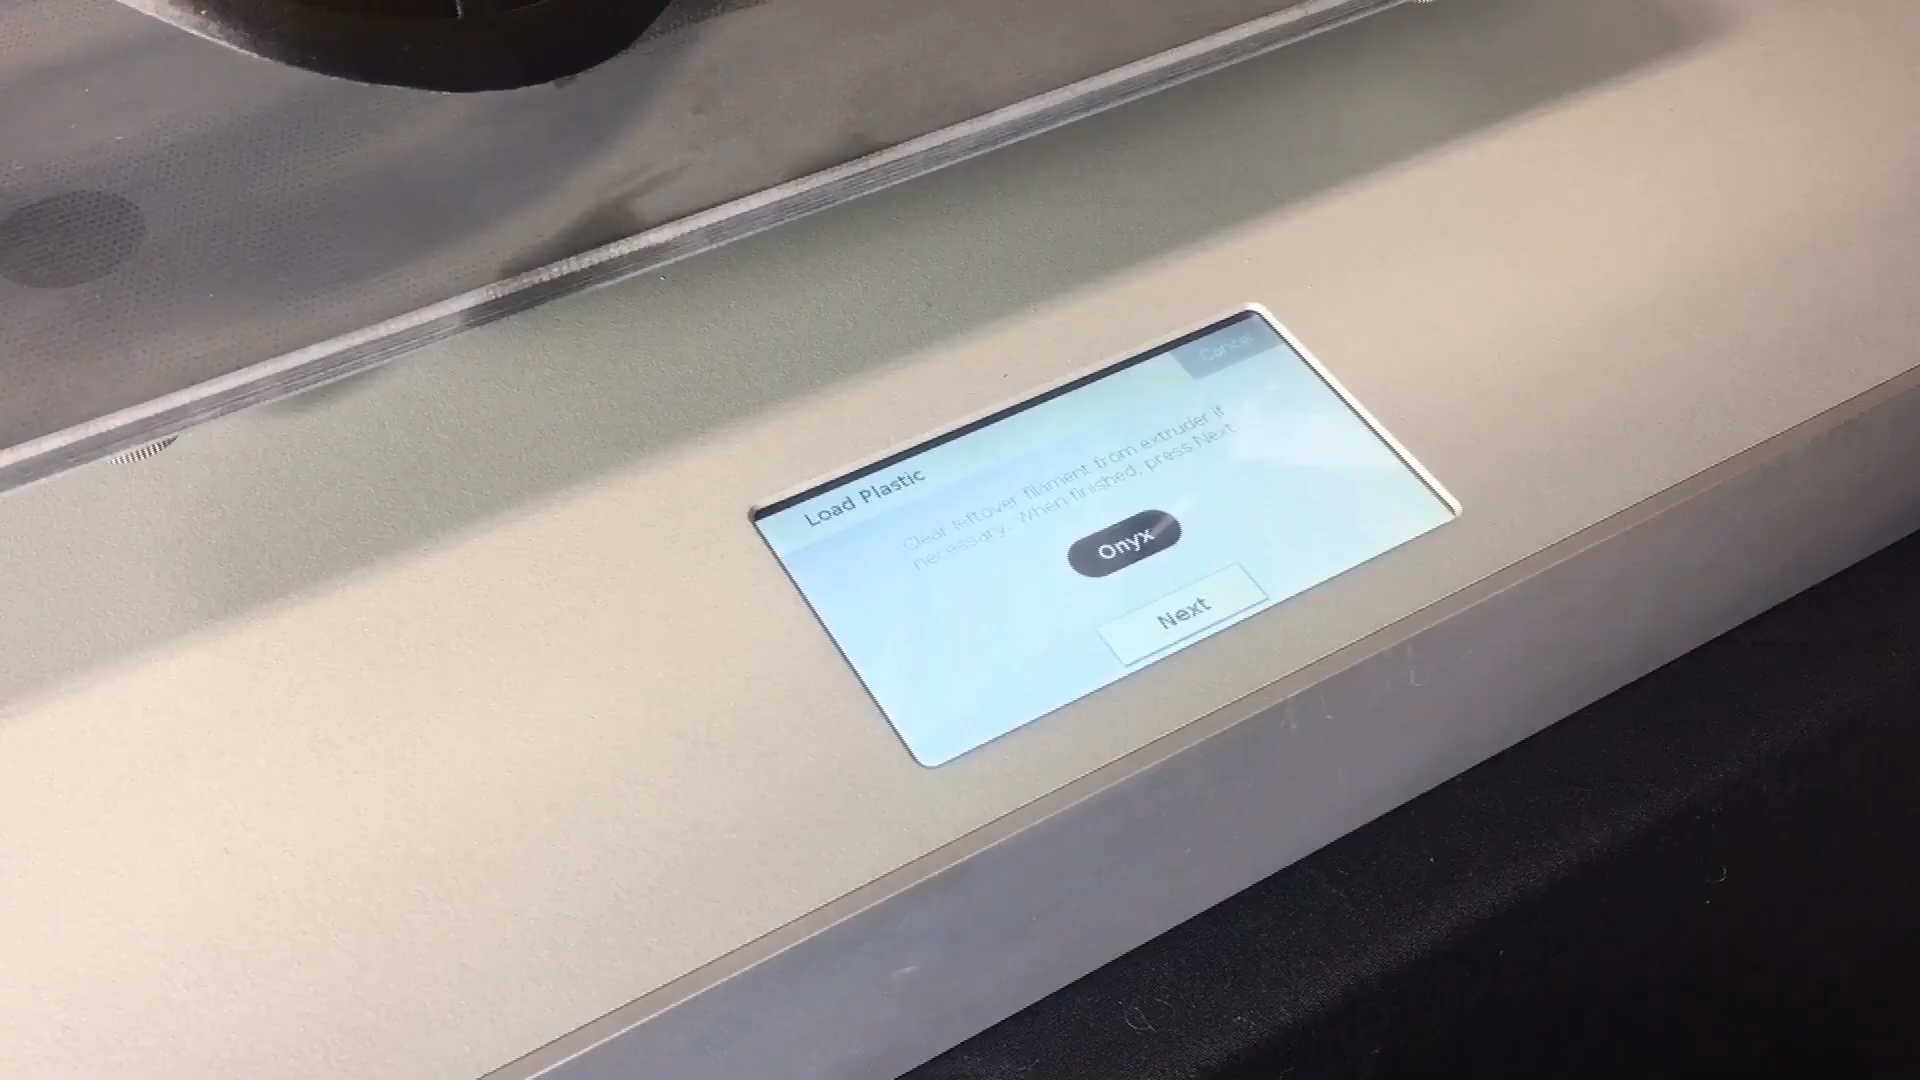 Cancel
Load Plastic
Clear leftover filament from extruder if
necessary. When finished, press Next.
Onyx
Next